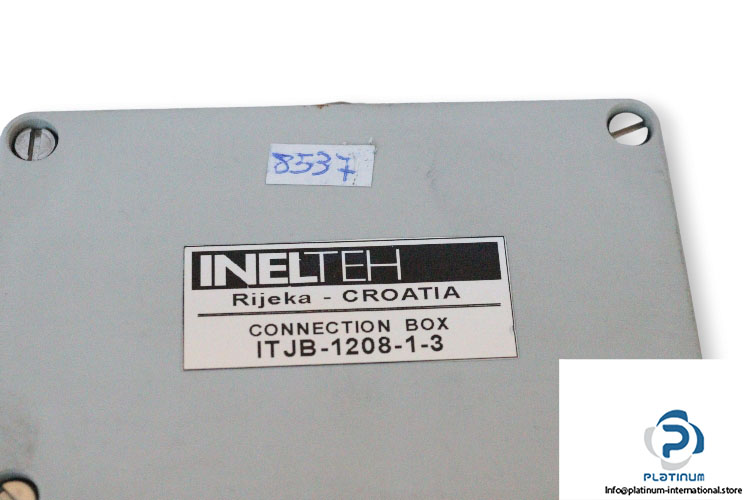 8537
INELTEH
Rijeka - CROATIA
CONNECTION BOX
ITJB-1208-1-3
PLATINUM
Info@platinum-international.store